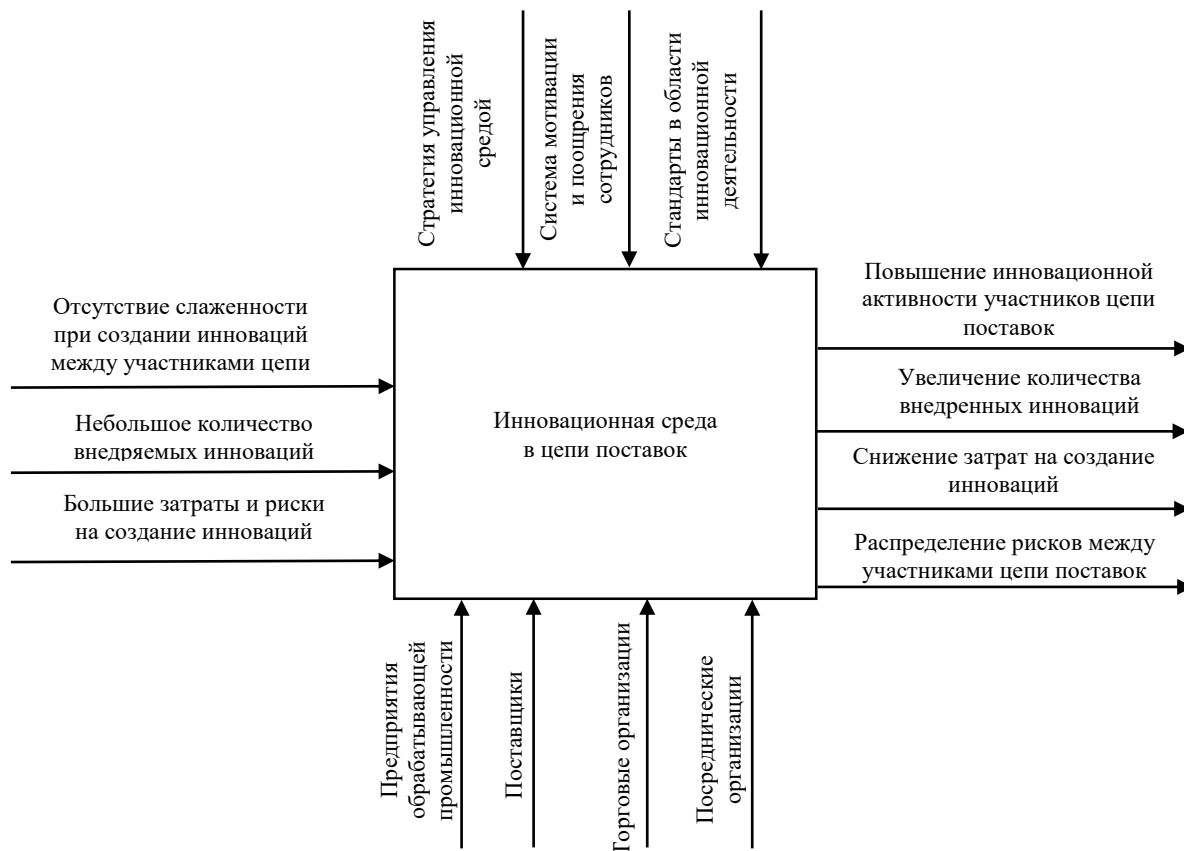 Стратегия управления
инновационной
средой
Система мотивации
и поощрения
сотрудников
Стандарты в области
инновационной
деятельности
Отсутствие слаженности
при создании инноваций
между участниками цепи
Небольшое количество
внедряемых инноваций
Большие затраты и риски
на создание инноваций
Инновационная среда
в цепи поставок
Повышение инновационной
активности участников цепи
поставок
Увеличение количества
внедренных инноваций
Снижение затрат на создание
инноваций
Распределение рисков между
участниками цепи поставок
Предприятия
обрабатывающей
промышленности
Поставщики
Торговые организации
Посреднические
организации